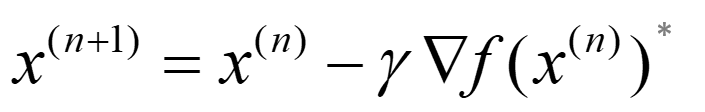 x^{(n+1)} = x^{(n)} − γ ∇f(x^{(n)})^*